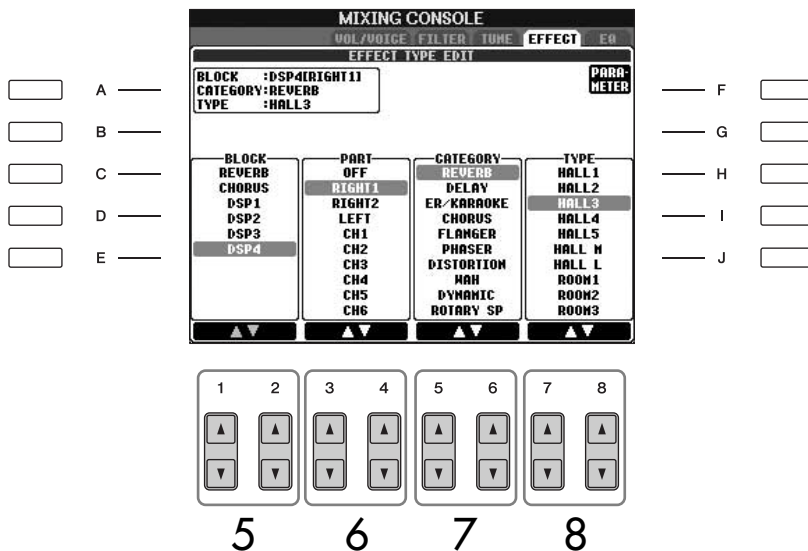 MIXING CONSOLE
VOL/VOICE FILTER TUNE EFFECT EQ
EFFECT TYPE EDIT
BLOCK :DSP4[RIGHT1]
CATEGORY:REVERB
TYPE :HALL3
PARA-
METER
A
B
C
D
E
F
G
H
I
J
BLOCK
REVERB
CHORUS
DSP1
DSP2
DSP3
DSP4
PART
OFF
RIGHT1
RIGHT2
LEFT
CH1
CH2
CH3
CH4
CH5
CH6
CATEGORY
REVERB
DELAY
ER/KARAOKE
CHORUS
FLANGER
PHASER
DISTORTION
WAH
DYNAMIC
ROTARY SP
TYPE
HALL1
HALL2
HALL3
HALL4
HALL5
HALL M
HALL L
ROOM1
ROOM2
ROOM3
1 2 3 4 5 6 7 8
5 6 7 8